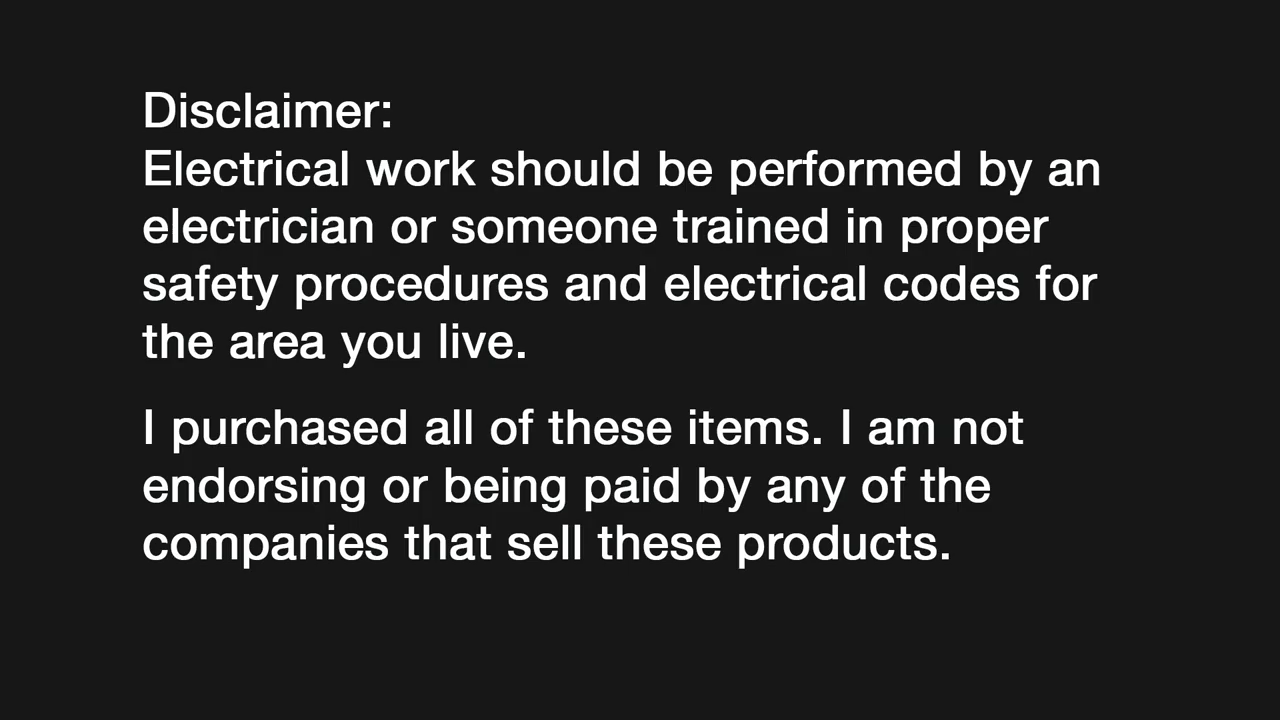 Disclaimer:
Electrical work should be performed by an
electrician or someone trained in proper
safety procedures and electrical codes for
the area you live.
I purchased all of these items. I am not
endorsing or being paid by any of the
companies that sell these products.